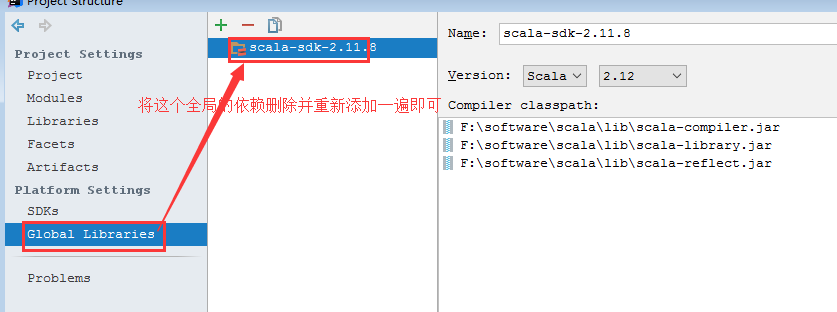 Project Structure
Project Settings
Project
Modules
Libraries
Facets
Artifacts
Platform Settings
SDKs
Global Libraries
Problems
scala-sdk-2.11.8
将这个全局的依赖删除并重新添加一遍即可
Name: scala-sdk-2.11.8
Version: Scala 2.12
Compiler classpath:
F:\software\scala\lib\scala-compiler.jar
F:\software\scala\lib\scala-library.jar
F:\software\scala\lib\scala-reflect.jar